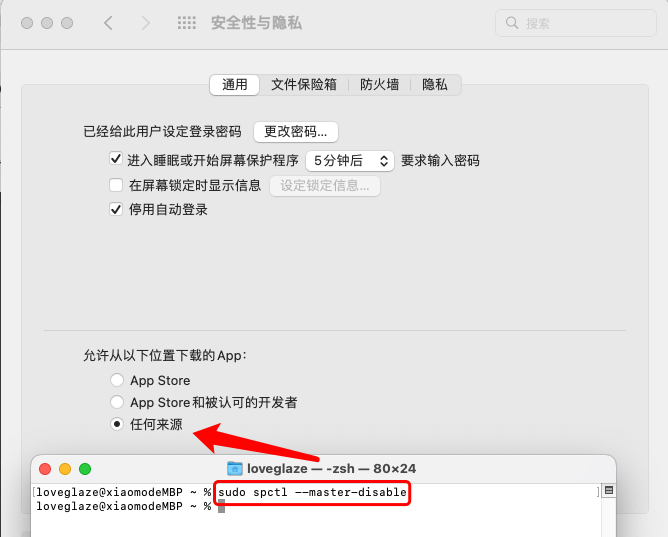 安全性与隐私
搜索
通用 文件保险箱 防火墙 隐私
已经给此用户设定登录密码 更改密码...
进入睡眠或开始屏幕保护程序 5分钟后 要求输入密码
在屏幕锁定时显示信息 设定锁定信息...
停用自动登录
允许从以下位置下载的App：
App Store
App Store和被认可的开发者
任何来源
loveglaze — -zsh — 80×24
[loveglaze@xiaomodeMBP ~ % sudo spctl --master-disable ]
loveglaze@xiaomodeMBP ~ %